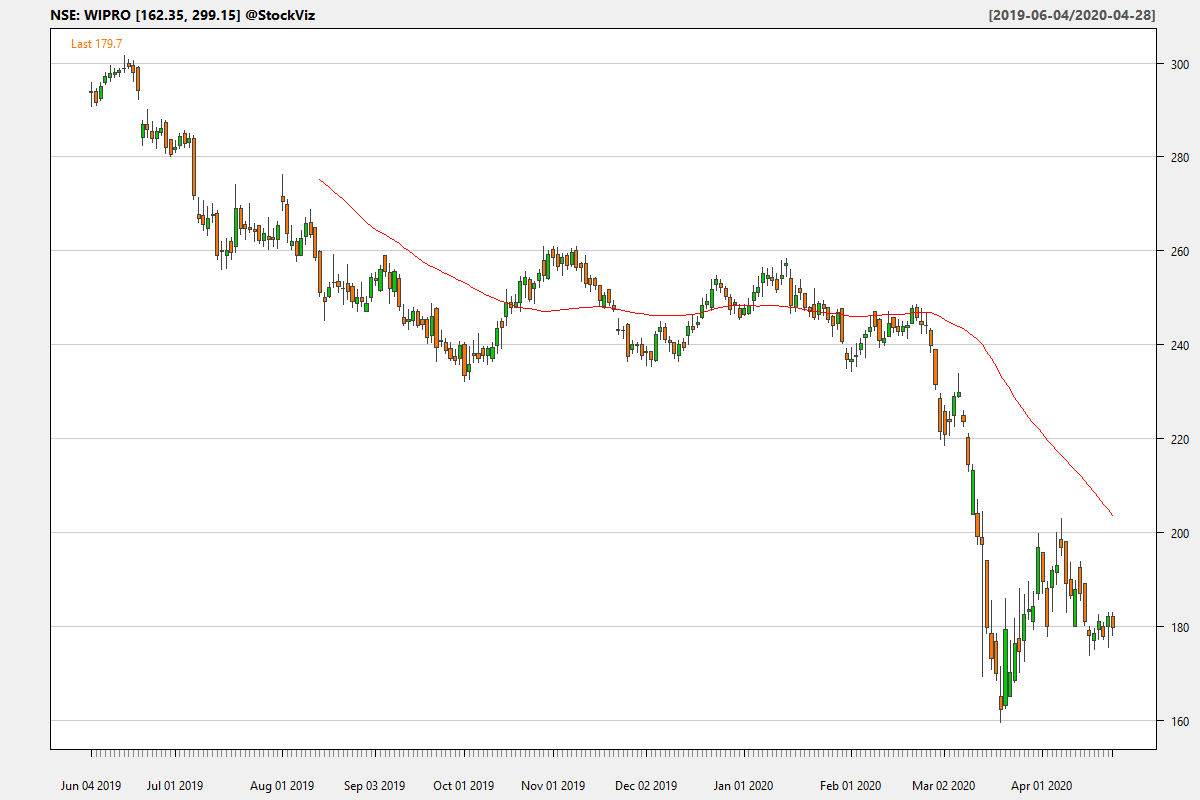 NSE: WIPRO [162.35, 299.15] @StockViz [2019-06-04/2020-04-28]
Last 179.7
300
280
260
240
220
200
180
160
Jun 04 2019 Jul 01 2019 Aug 01 2019 Sep 03 2019 Oct 01 2019 Nov 01 2019 Dec 02 2019 Jan 01 2020 Feb 01 2020 Mar 02 2020 Apr 01 2020